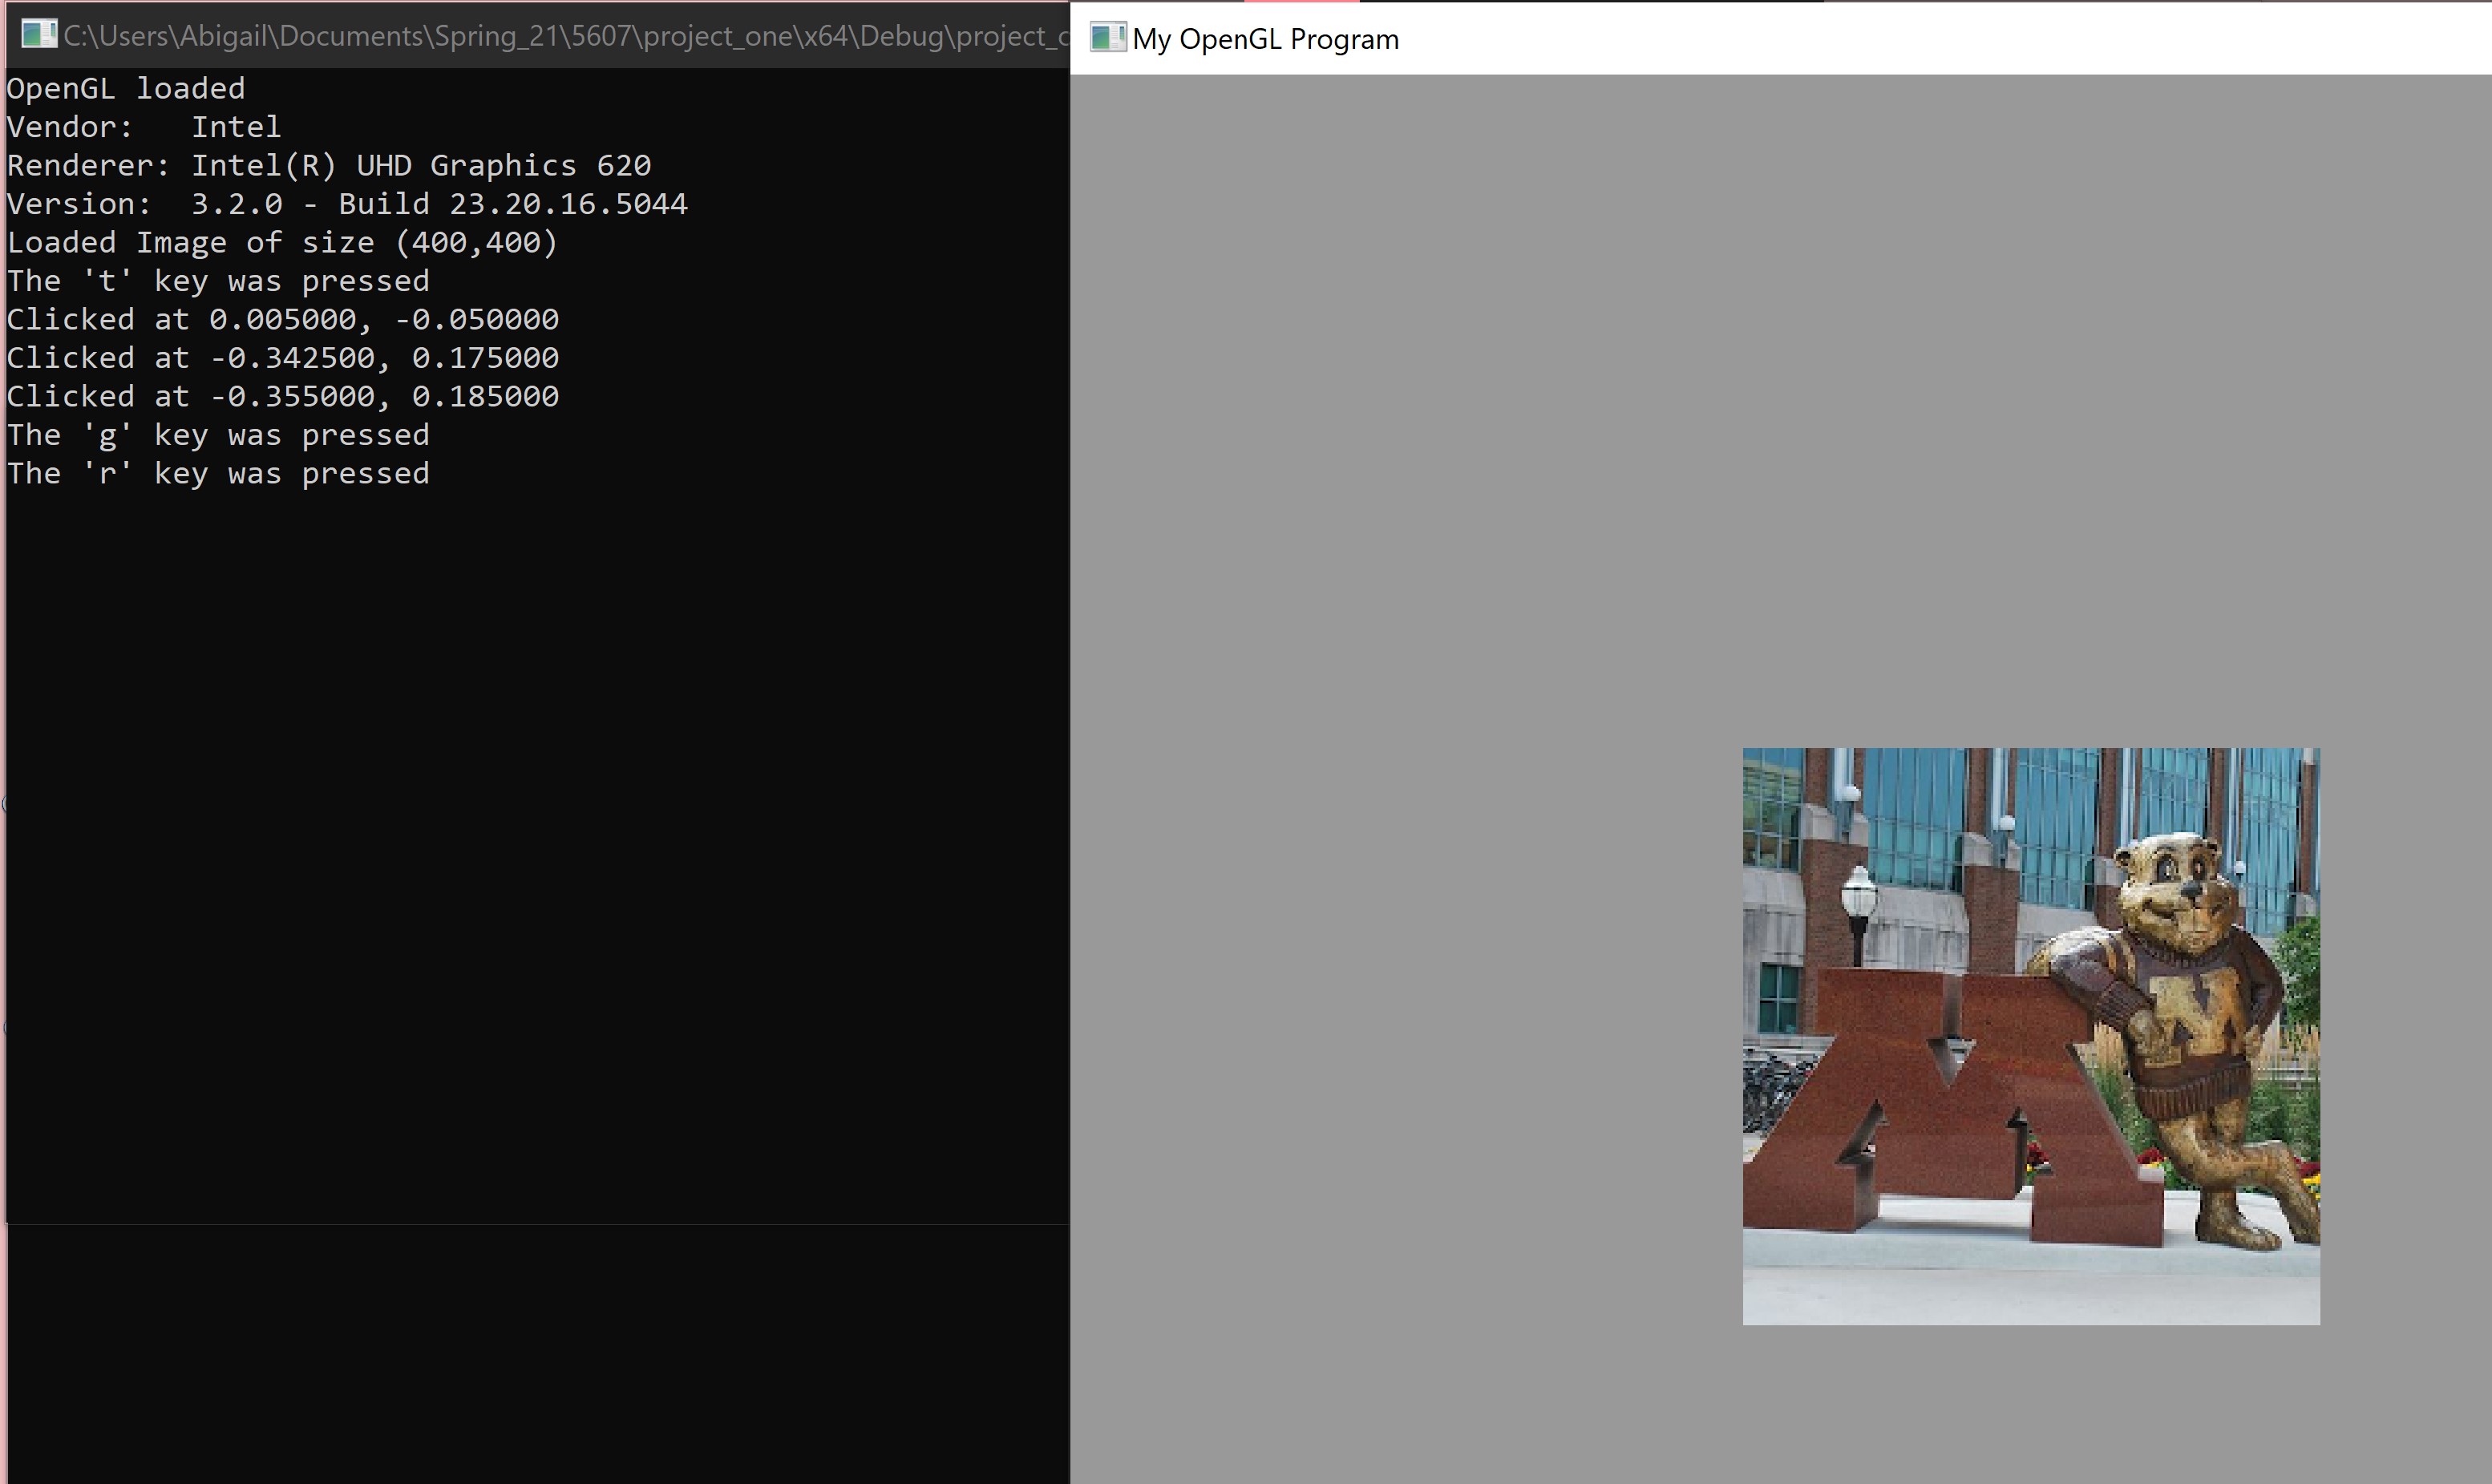 C:\Users\Abigail\Documents\Spring_21\5607\project_one\x64\Debug\project_
OpenGL loaded
Vendor:   Intel
Renderer: Intel(R) UHD Graphics 620
Version:  3.2.0 - Build 23.20.16.5044
Loaded Image of size (400,400)
The 't' key was pressed
Clicked at 0.005000, -0.050000
Clicked at -0.342500, 0.175000
Clicked at -0.355000, 0.185000
The 'g' key was pressed
The 'r' key was pressed
My OpenGL Program
M
M